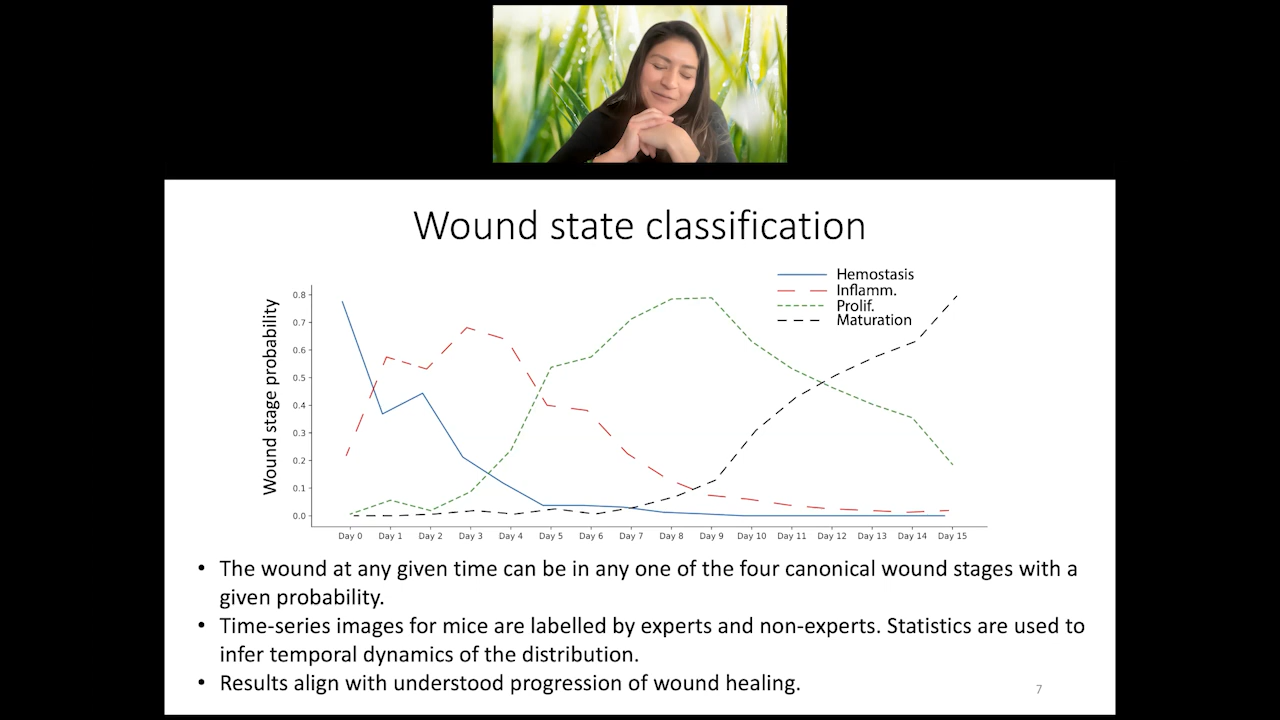 Wound state classification
Hemostasis
Inflamm.
Prolif.
Maturation
Wound stage probability
0.8
0.7
0.6
0.5
0.4
0.3
0.2
0.1
0.0
Day 0 Day 1 Day 2 Day 3 Day 4 Day 5 Day 6 Day 7 Day 8 Day 9 Day 10 Day 11 Day 12 Day 13 Day 14 Day 15
• The wound at any given time can be in any one of the four canonical wound stages with a
given probability.
• Time-series images for mice are labelled by experts and non-experts. Statistics are used to
infer temporal dynamics of the distribution.
• Results align with understood progression of wound healing.
7